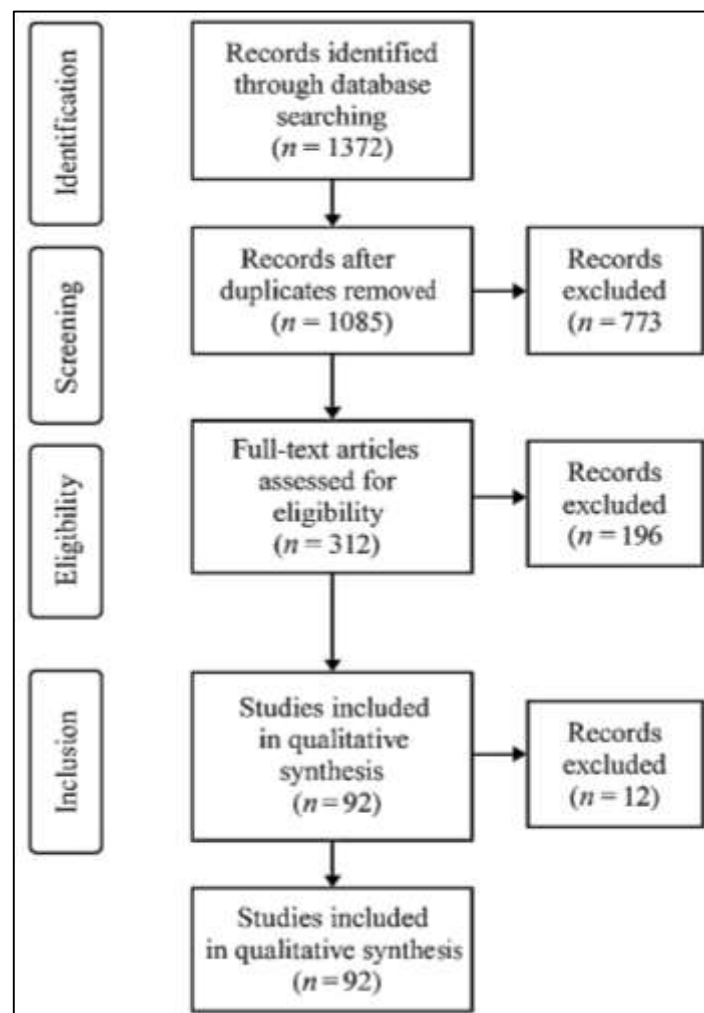 Identification
Records identified
through database
searching
(n = 1372)
Screening
Records after
duplicates removed
(n = 1085)
Records
excluded
(n = 773
Eligibility
Full-text articles
assessed for
eligibility
(n = 312)
Records
excluded
(n = 196
Inclusion
Studies included
in qualitative
synthesis
(n = 92)
Records
excluded
(n = 12)
Studies included
in qualitative synthesis
(n = 92)